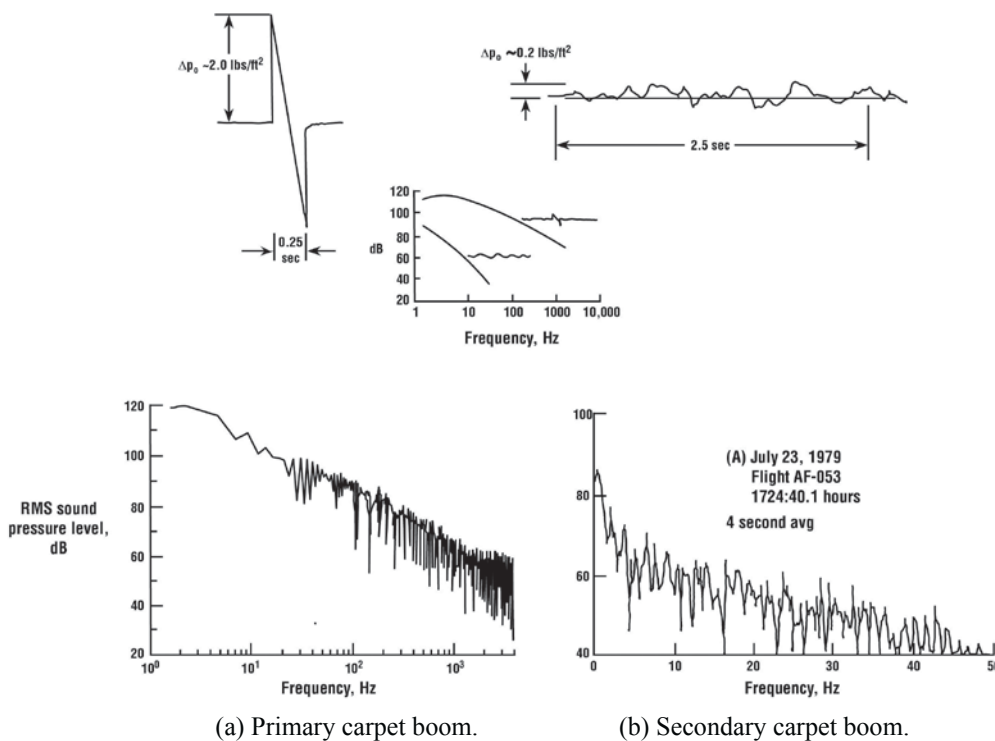 Δp₀ ~2.0 lbs/ft²
0.25
sec
Δp₀ ~0.2 lbs/ft²
2.5 sec
120
100
80
dB
60
40
20
1
10
100
1000
10,000
Frequency, Hz
120
100
80
60
40
20
RMS sound
pressure level,
dB
10⁰
10¹
10²
10³
Frequency, Hz
100
80
60
40
(A) July 23, 1979
Flight AF-053
1724:40.1 hours
4 second avg
0
10
20
30
40
50
Frequency, Hz
(a) Primary carpet boom.
(b) Secondary carpet boom.